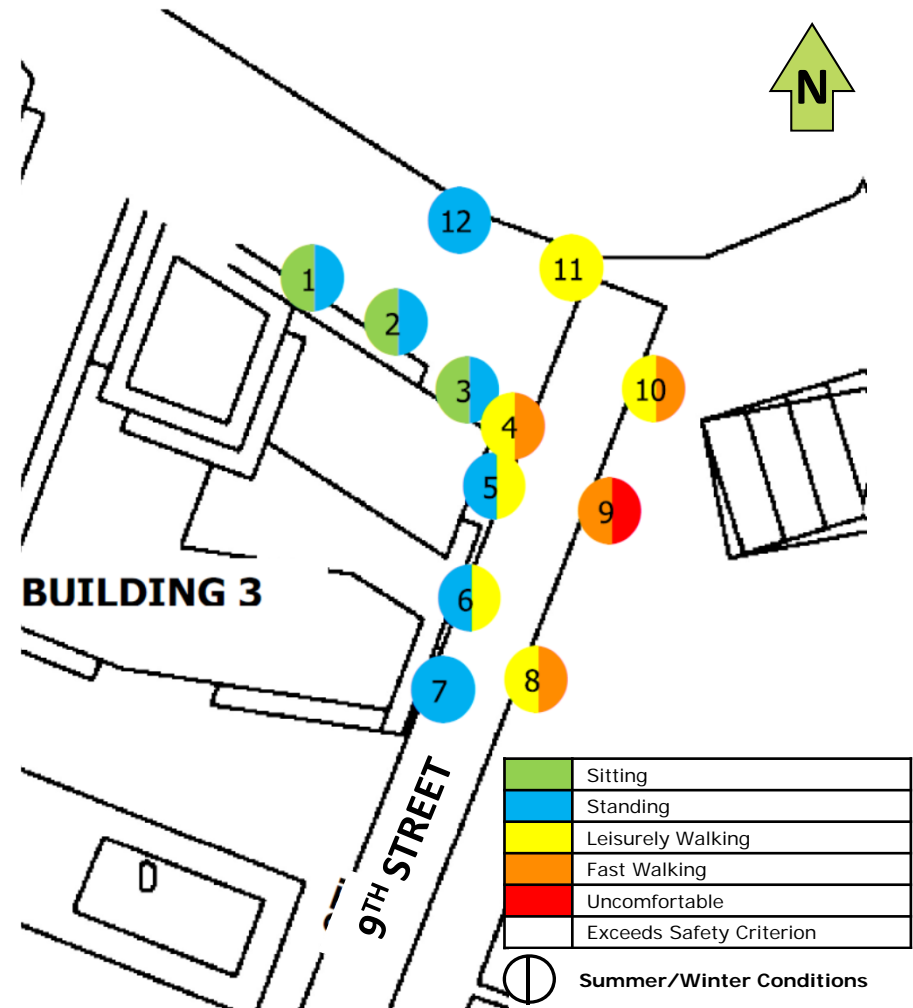 N
12
11
1
2
10
3
4
5
9
BUILDING 3
6
8
7
9TH STREET
Sitting
Standing
Leisurely Walking
Fast Walking
Uncomfortable
Exceeds Safety Criterion
Summer/Winter Conditions